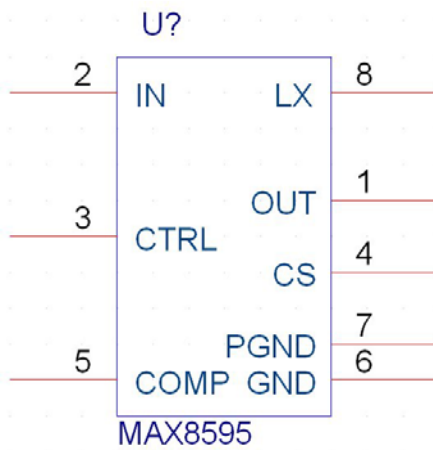 U?
2 IN LX 8
OUT 1
3 CTRL
CS 4
PGND 7
5 COMP GND 6
MAX8595